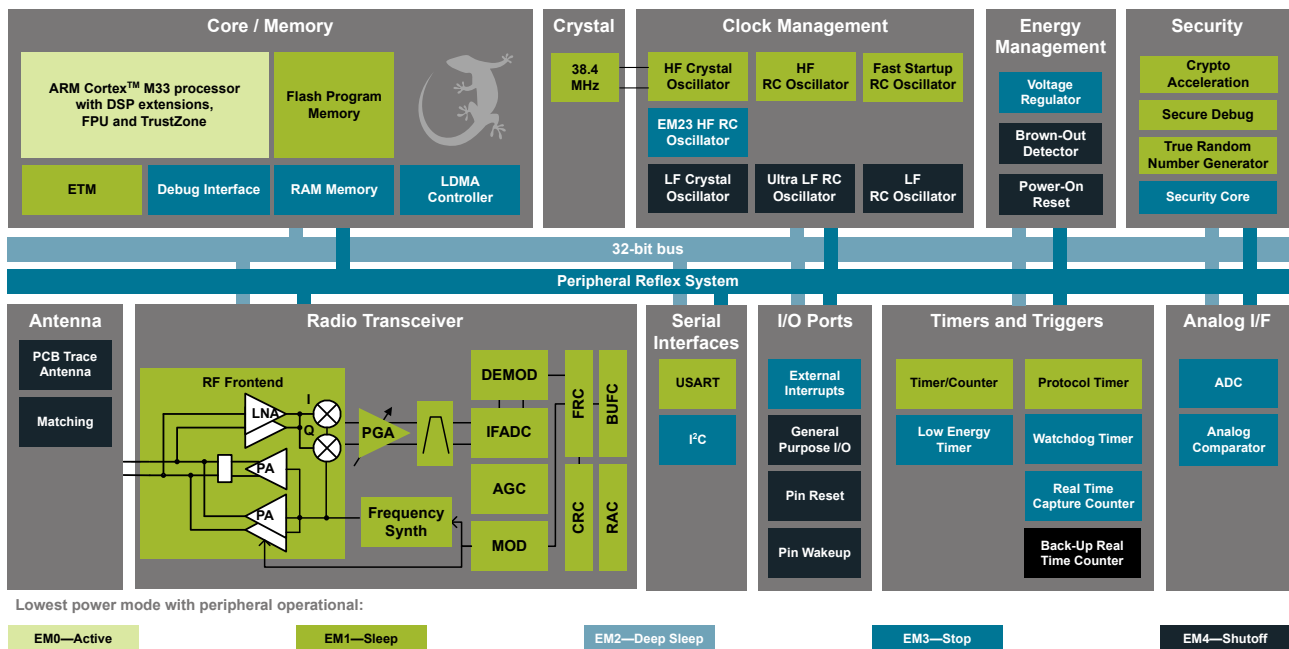 Core / Memory
ARM Cortex™ M33 processor
with DSP extensions,
FPU and TrustZone
Flash Program
Memory
ETM
Debug Interface
RAM Memory
LDMA
Controller
Crystal
38.4
MHz
Clock Management
HF Crystal
Oscillator
HF
RC Oscillator
Fast Startup
RC Oscillator
EM23 HF RC
Oscillator
LF Crystal
Oscillator
Ultra LF RC
Oscillator
LF
RC Oscillator
Energy
Management
Voltage
Regulator
Brown-Out
Detector
Power-On
Reset
Security
Crypto
Acceleration
Secure Debug
True Random
Number Generator
Security Core
32-bit bus
Peripheral Reflex System
Antenna
PCB Trace
Antenna
Matching
Radio Transceiver
RF Frontend
LNA
I
Q
PA
PA
PGA
DEMOD
IFADC
AGC
MOD
Frequency
Synth
FRC
BUFC
CRC
RAC
Serial
Interfaces
USART
I²C
I/O Ports
External
Interrupts
General
Purpose I/O
Pin Reset
Pin Wakeup
Timers and Triggers
Timer/Counter
Protocol Timer
Low Energy
Timer
Watchdog Timer
Real Time
Capture Counter
Back-Up Real
Time Counter
Analog I/F
ADC
Analog
Comparator
Lowest power mode with peripheral operational:
EM0—Active
EM1—Sleep
EM2—Deep Sleep
EM3—Stop
EM4—Shutoff